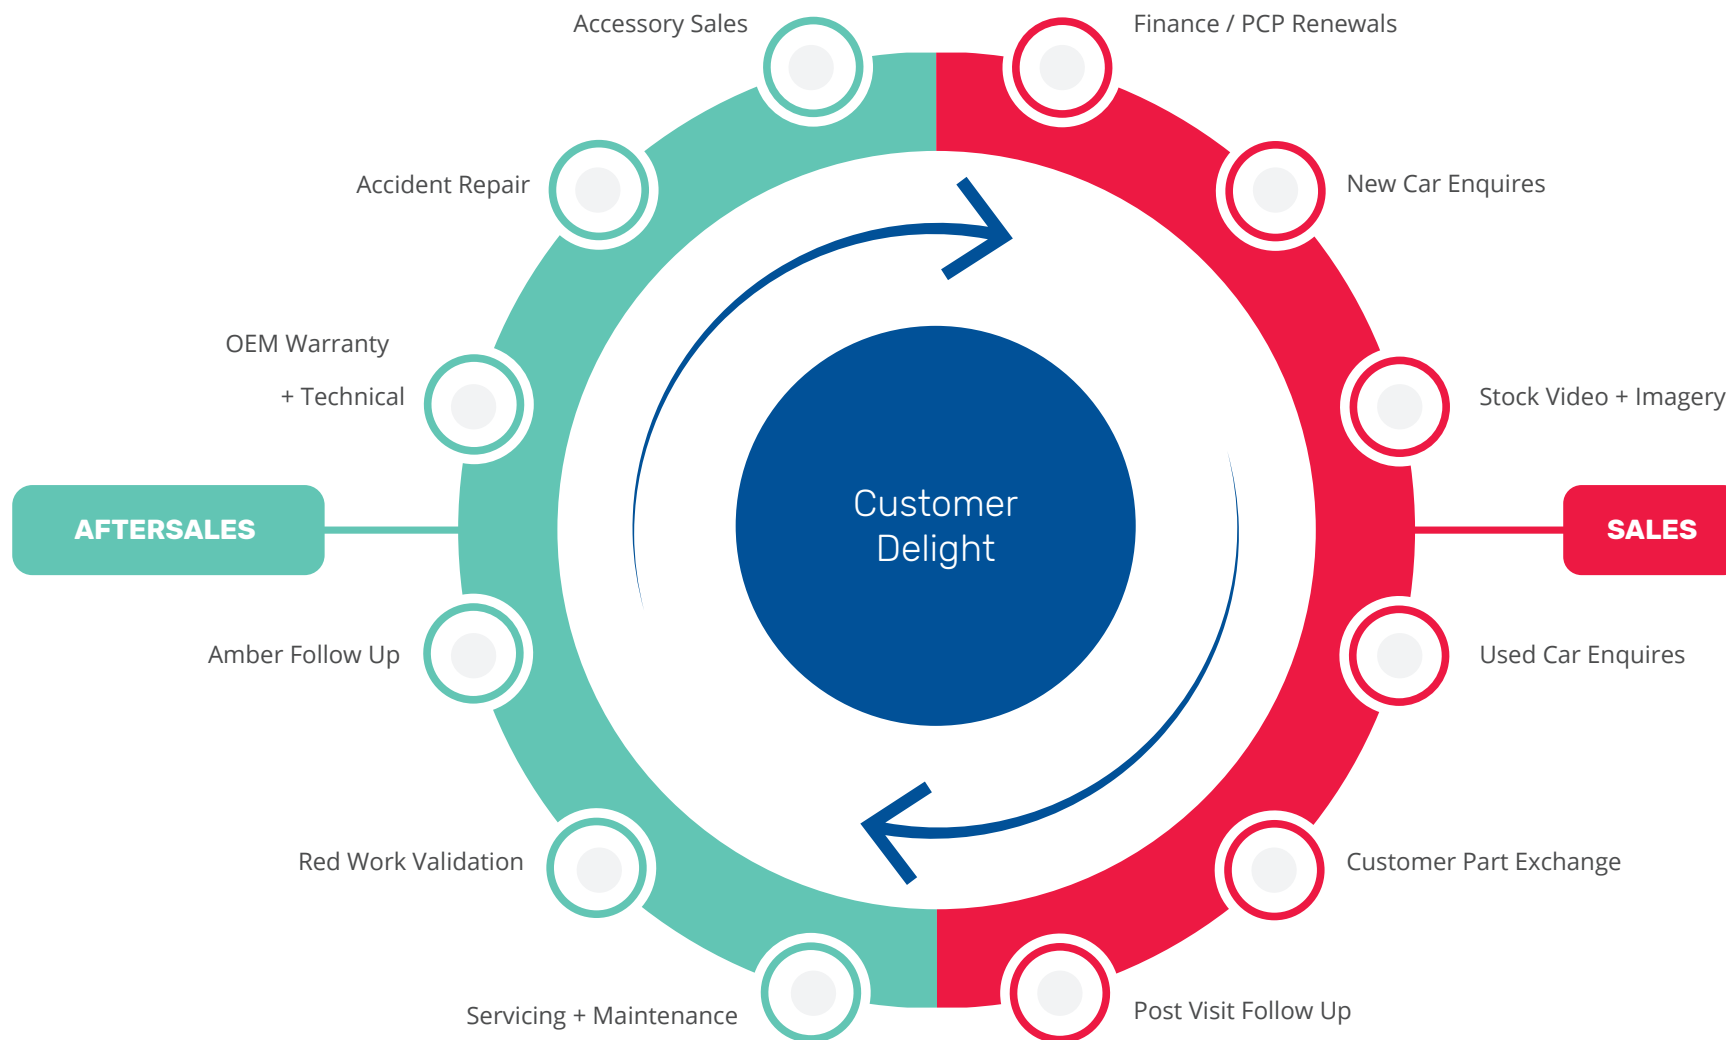 Accessory Sales
Finance / PCP Renewals
Accident Repair
New Car Enquires
OEM Warranty
+ Technical
Stock Video + Imagery
AFTERSALES
Customer
Delight
SALES
Amber Follow Up
Used Car Enquires
Red Work Validation
Customer Part Exchange
Servicing + Maintenance
Post Visit Follow Up